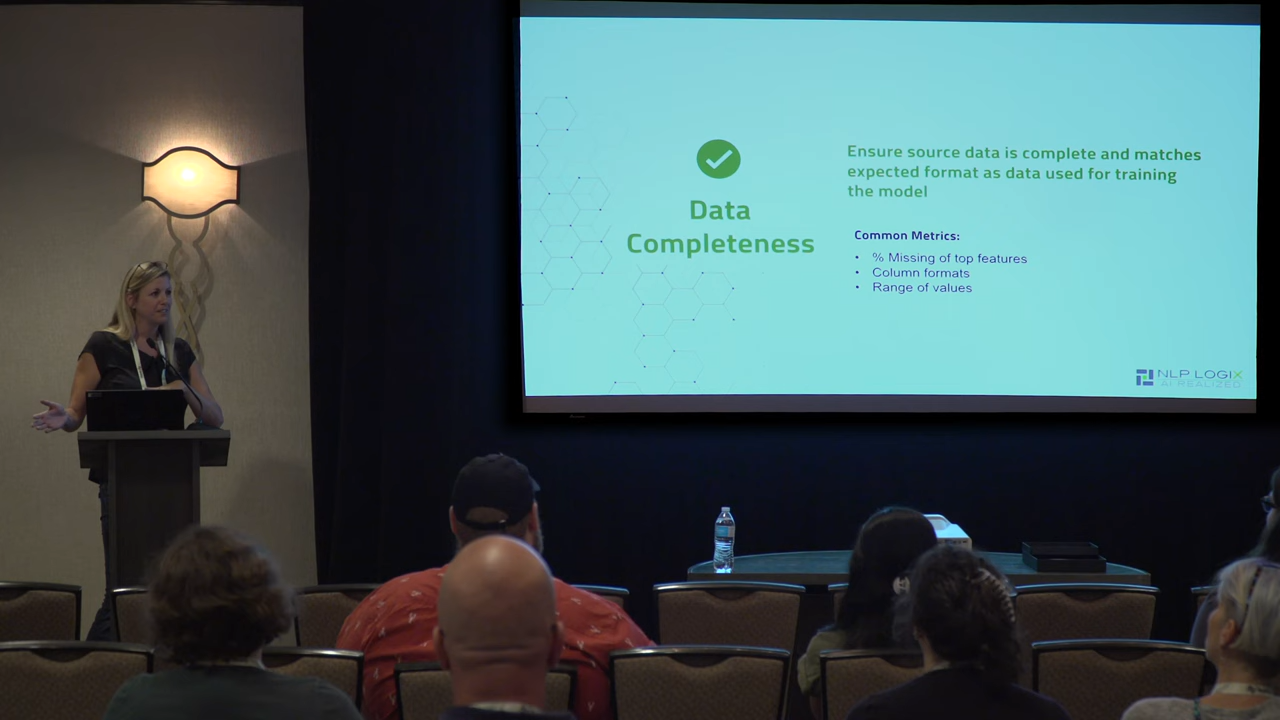 Data
Completeness
Ensure source data is complete and matches
expected format as data used for training
the model
Common Metrics:
• % Missing of top features
• Column formats
• Range of values
NLP LOGIX
AI REALIZED